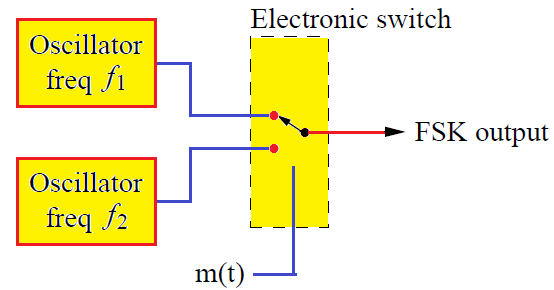 Electronic switch
Oscillator
freq f1
FSK output
Oscillator
freq f2
m(t)